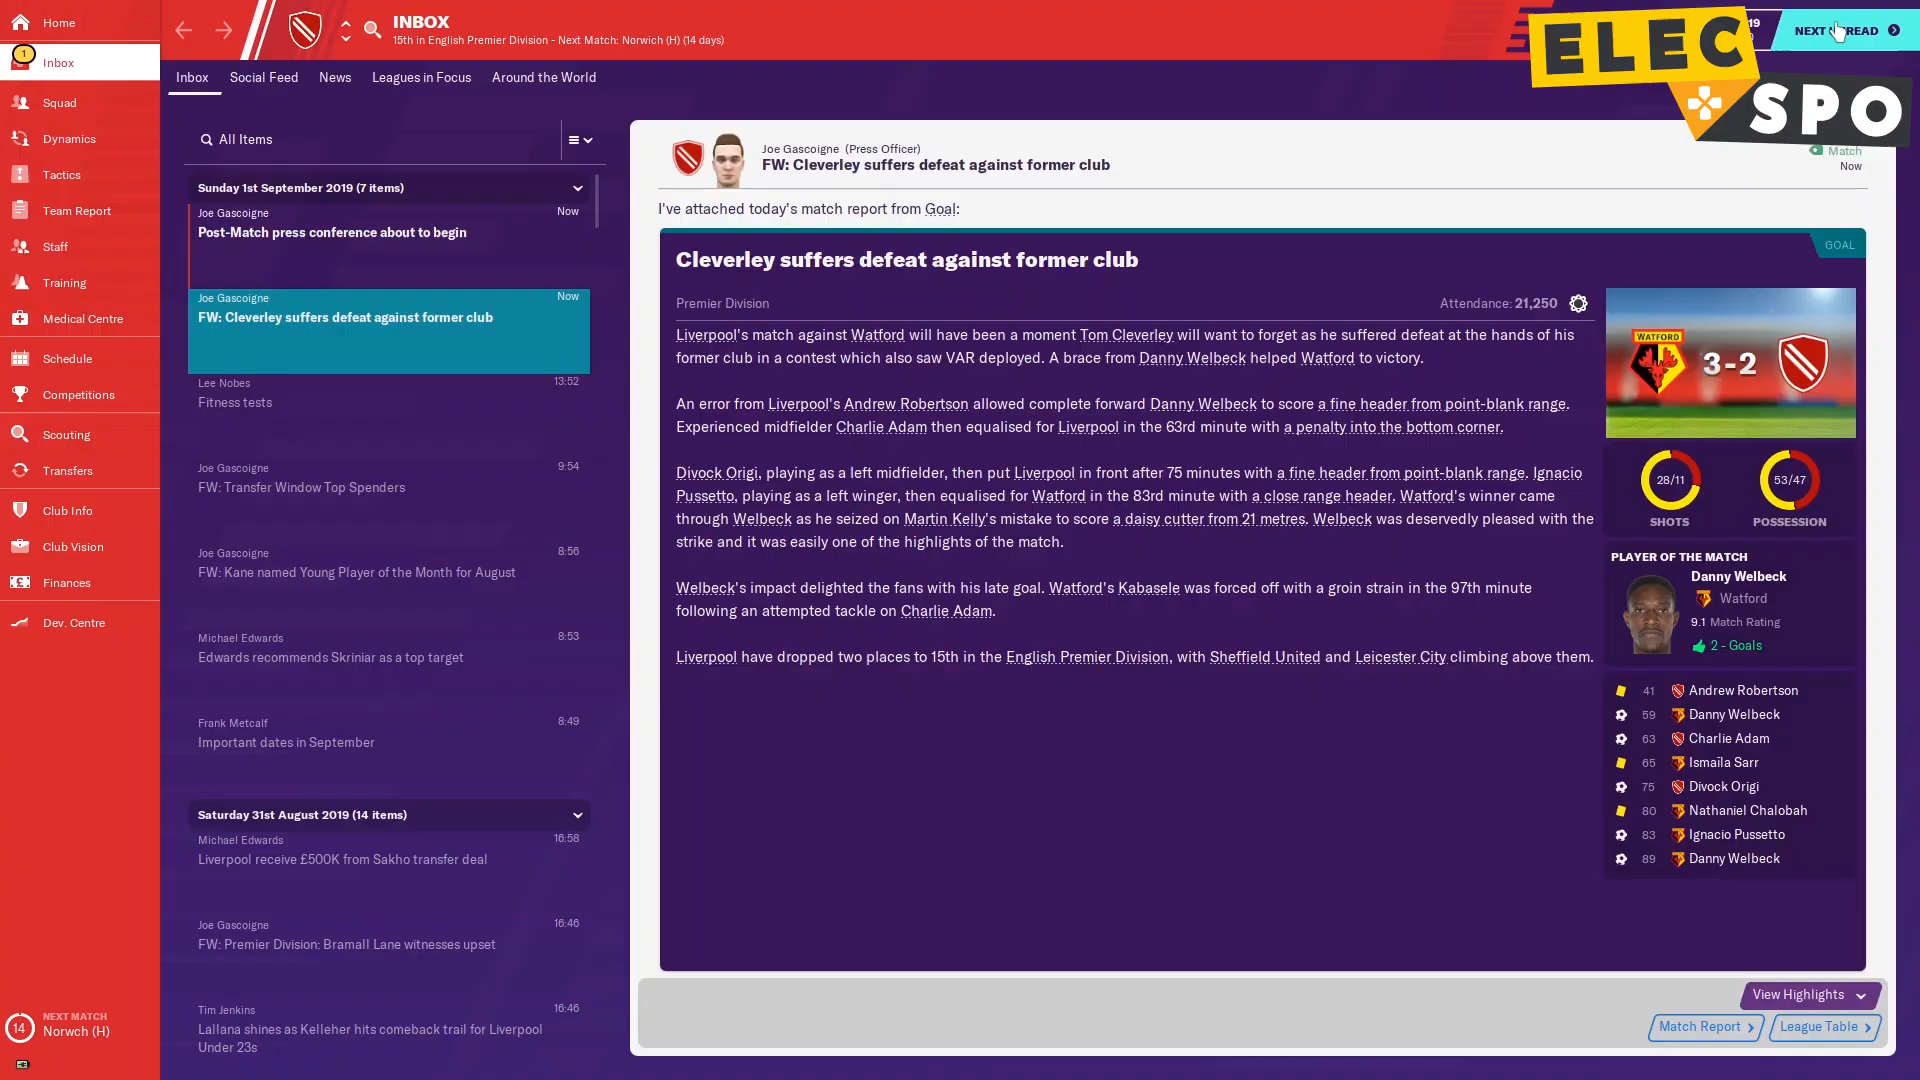 Home
1
Inbox
Squad
Dynamics
Tactics
Team Report
Staff
Training
Medical Centre
Schedule
Competitions
Scouting
Transfers
Club Info
Club Vision
Finances
Dev. Centre
14
NEXT MATCH
Norwch (H)
INBOX
15th in English Premier Division - Next Match: Norwich (H) (14 days)
NEXT
READ
ELEC
SPO
Inbox Social Feed News Leagues in Focus Around the World
All Items
Sunday 1st September 2019 (7 items)
Joe Gascoigne Now
Post-Match press conference about to begin
Joe Gascoigne Now
FW: Cleverley suffers defeat against former club
Lee Nobes 13:52
Fitness tests
Joe Gascoigne 9:54
FW: Transfer Window Top Spenders
Joe Gascoigne 8:56
FW: Kane named Young Player of the Month for August
Michael Edwards 8:53
Edwards recommends Skriniar as a top target
Frank Metcalf 8:49
Important dates in September
Saturday 31st August 2019 (14 items)
Michael Edwards 16:58
Liverpool receive £500K from Sakho transfer deal
Joe Gascoigne 16:46
FW: Premier Division: Bramall Lane witnesses upset
Tim Jenkins 16:46
Lallana shines as Kelleher hits comeback trail for Liverpool
Under 23s
Joe Gascoigne (Press Officer)
FW: Cleverley suffers defeat against former club
Match
Now
I've attached today's match report from Goal:
GOAL
Cleverley suffers defeat against former club
Premier Division Attendance: 21,250
Liverpool's match against Watford will have been a moment Tom Cleverley will want to forget as he suffered defeat at the hands of his
former club in a contest which also saw VAR deployed. A brace from Danny Welbeck helped Watford to victory.
An error from Liverpool's Andrew Robertson allowed complete forward Danny Welbeck to score a fine header from point-blank range.
Experienced midfielder Charlie Adam then equalised for Liverpool in the 63rd minute with a penalty into the bottom corner.
Divock Origi, playing as a left midfielder, then put Liverpool in front after 75 minutes with a fine header from point-blank range. Ignacio
Pussetto, playing as a left winger, then equalised for Watford in the 83rd minute with a close range header. Watford's winner came
through Welbeck as he seized on Martin Kelly's mistake to score a daisy cutter from 21 metres. Welbeck was deservedly pleased with the
strike and it was easily one of the highlights of the match.
Welbeck's impact delighted the fans with his late goal. Watford's Kabasele was forced off with a groin strain in the 97th minute
following an attempted tackle on Charlie Adam.
Liverpool have dropped two places to 15th in the English Premier Division, with Sheffield United and Leicester City climbing above them.
WATFORD
3-2
28/11 53/47
SHOTS POSSESSION
PLAYER OF THE MATCH
Danny Welbeck
Watford
9.1 Match Rating
2 - Goals
41 Andrew Robertson
59 Danny Welbeck
63 Charlie Adam
65 Ismaïla Sarr
75 Divock Origi
80 Nathaniel Chalobah
83 Ignacio Pussetto
89 Danny Welbeck
View Highlights
Match Report League Table